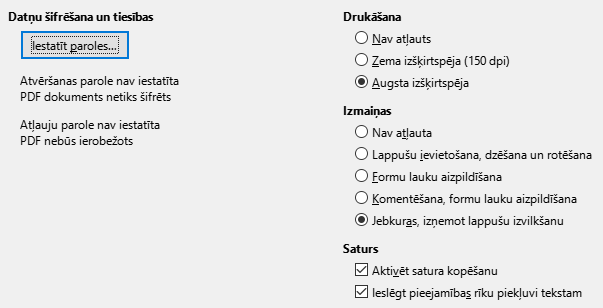 Datņu šifrēšana un tiesības
Iestatīt paroles...
Atvēršanas parole nav iestatīta
PDF dokuments netiks šifrēts
Atļauju parole nav iestatīta
PDF nebūs ierobežots
Drukāšana
Nav atļauts
Zema izšķirtspēja (150 dpi)
Augsta izšķirtspēja
Izmaiņas
Nav atļauta
Lappušu ievietošana, dzēšana un rotēšana
Formu lauku aizpildīšana
Komentēšana, formu lauku aizpildīšana
Jebkuras, izņemot lappušu izvilkšanu
Saturs
Aktivēt satura kopēšanu
Ieslēgt pieejamības rīku piekļuvi tekstam